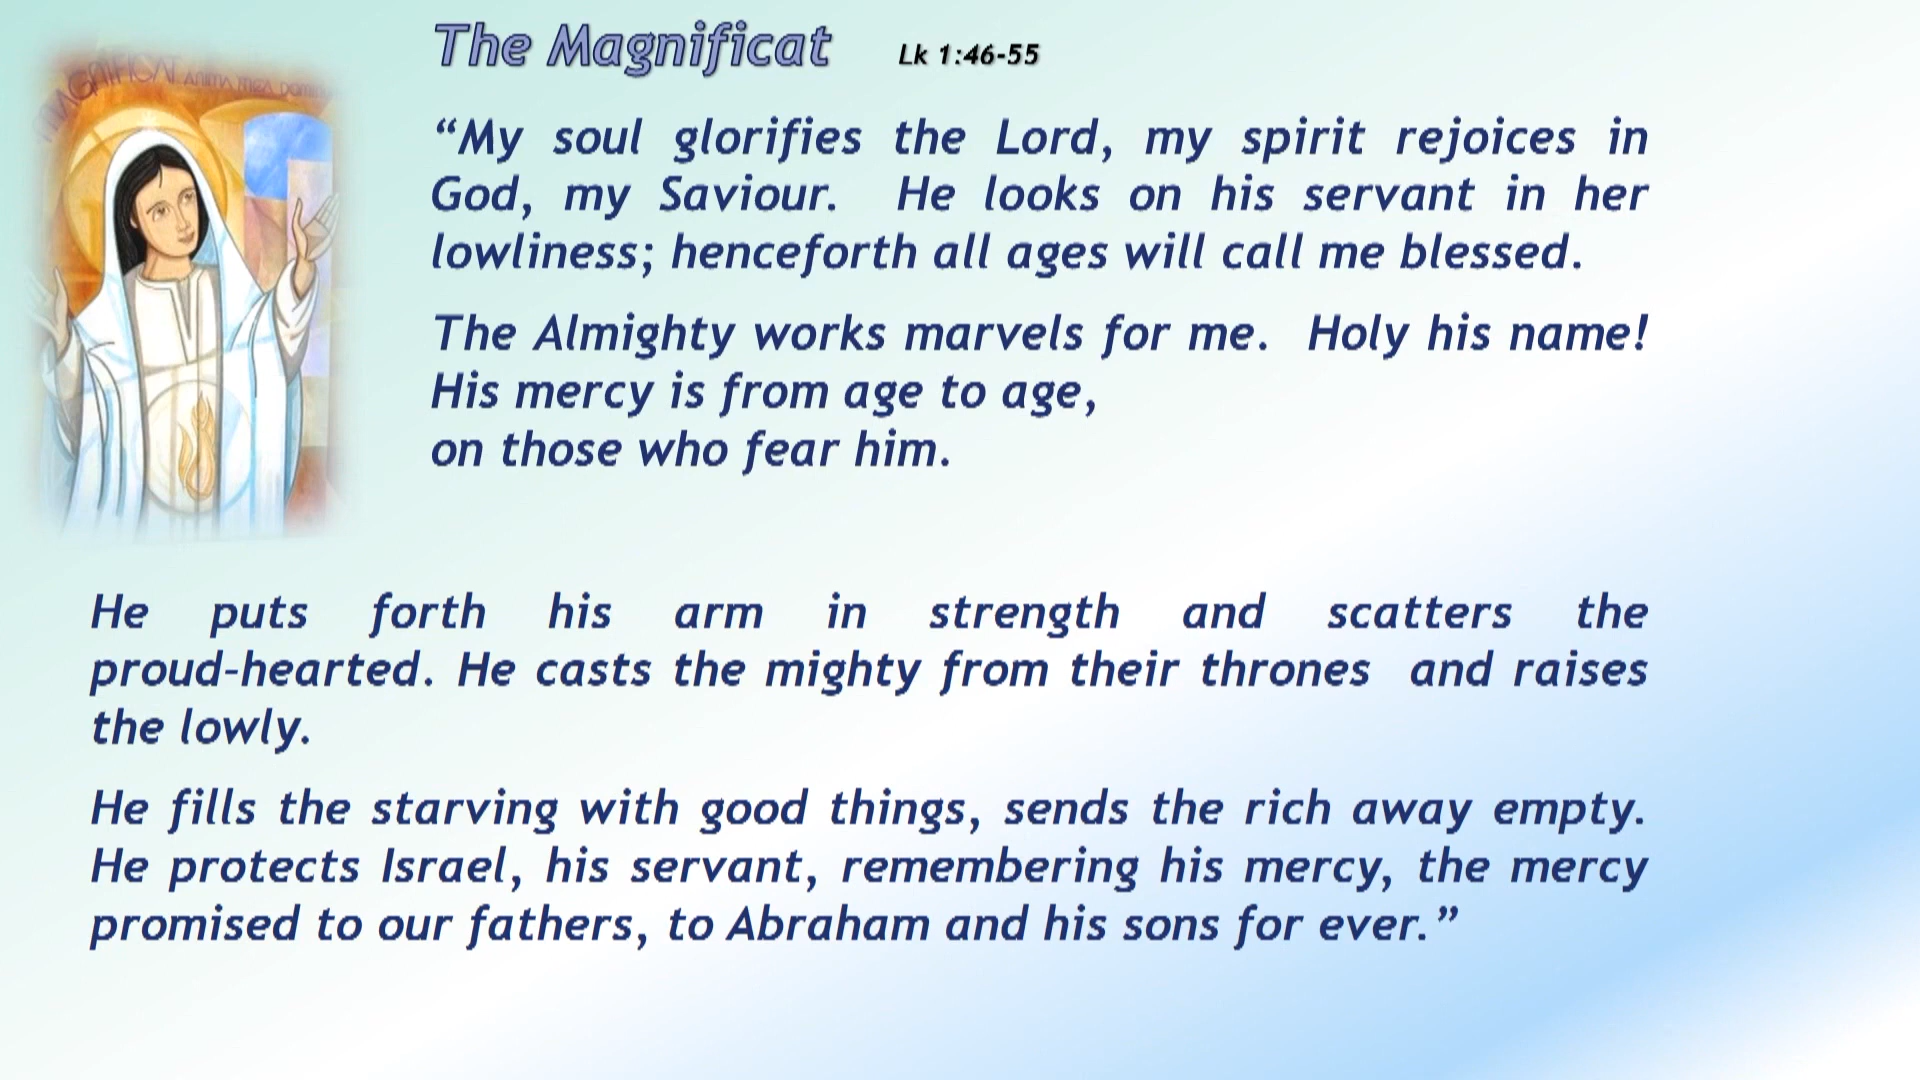 The Magnificat Lk 1:46-55
MAGNIFICAT ANIMA MEA DOMINU
“My soul glorifies the Lord, my spirit rejoices in
God, my Saviour. He looks on his servant in her
lowliness; henceforth all ages will call me blessed.
The Almighty works marvels for me. Holy his name!
His mercy is from age to age,
on those who fear him.
He puts forth his arm in strength and scatters the
proud-hearted. He casts the mighty from their thrones and raises
the lowly.
He fills the starving with good things, sends the rich away empty.
He protects Israel, his servant, remembering his mercy, the mercy
promised to our fathers, to Abraham and his sons for ever.”